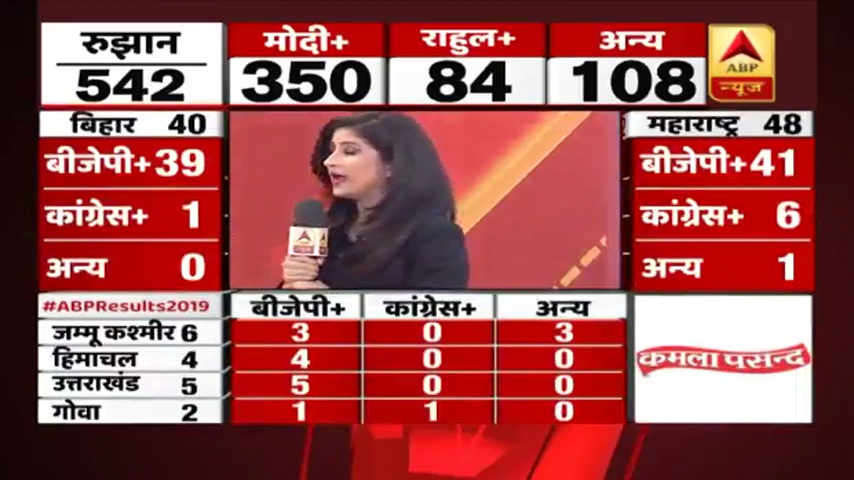 रुझान
542
मोदी+
350
राहुल+
84
अन्य
108
ABP
न्यूज़
बिहार 40
बीजेपी+ 39
कांग्रेस+ 1
अन्य 0
ABP
न्यूज़
महाराष्ट्र 48
बीजेपी+ 41
कांग्रेस+ 6
अन्य 1
#ABPResults2019 बीजेपी+ कांग्रेस+ अन्य
जम्मू कश्मीर 6 3 0 3
हिमाचल 4 4 0 0
उत्तराखंड 5 5 0 0
गोवा 2 1 1 0
कमला पसन्द